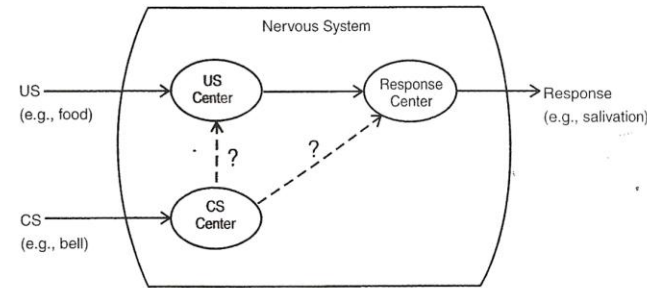 Nervous System
US
(e.g., food)
US
Center
Response
Center
Response
(e.g., salivation)
?
?
CS
(e.g., bell)
CS
Center